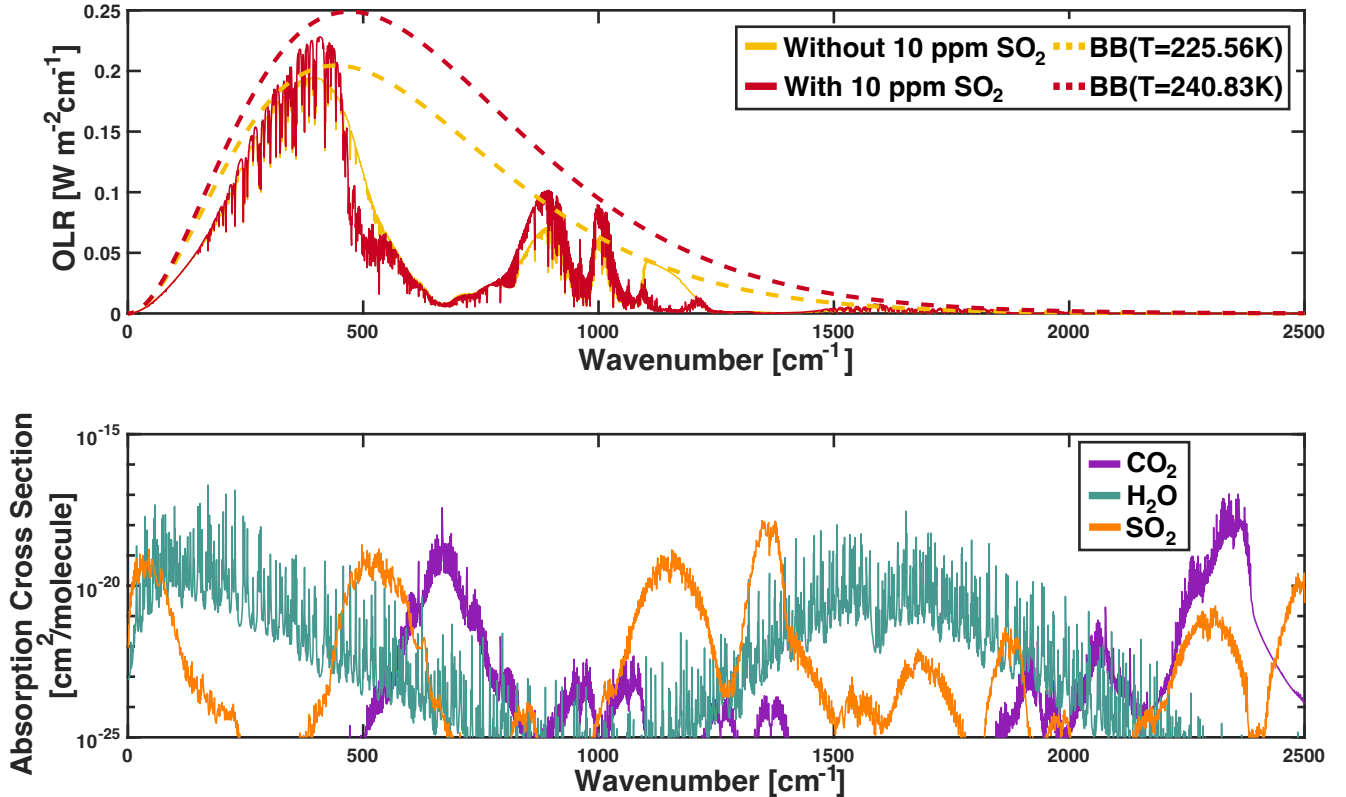 0.25
0.2
0.15
0.1
0.05
0
OLR [W m⁻²cm⁻¹]
Without 10 ppm SO₂
BB(T=225.56K)
With 10 ppm SO₂
BB(T=240.83K)
0 500 1000 1500 2000 2500
Wavenumber [cm⁻¹]
Absorption Cross Section
[cm²/molecule]
10⁻¹⁵
10⁻²⁰
10⁻²⁵
CO₂
H₂O
SO₂
0 500 1000 1500 2000 2500
Wavenumber [cm⁻¹]